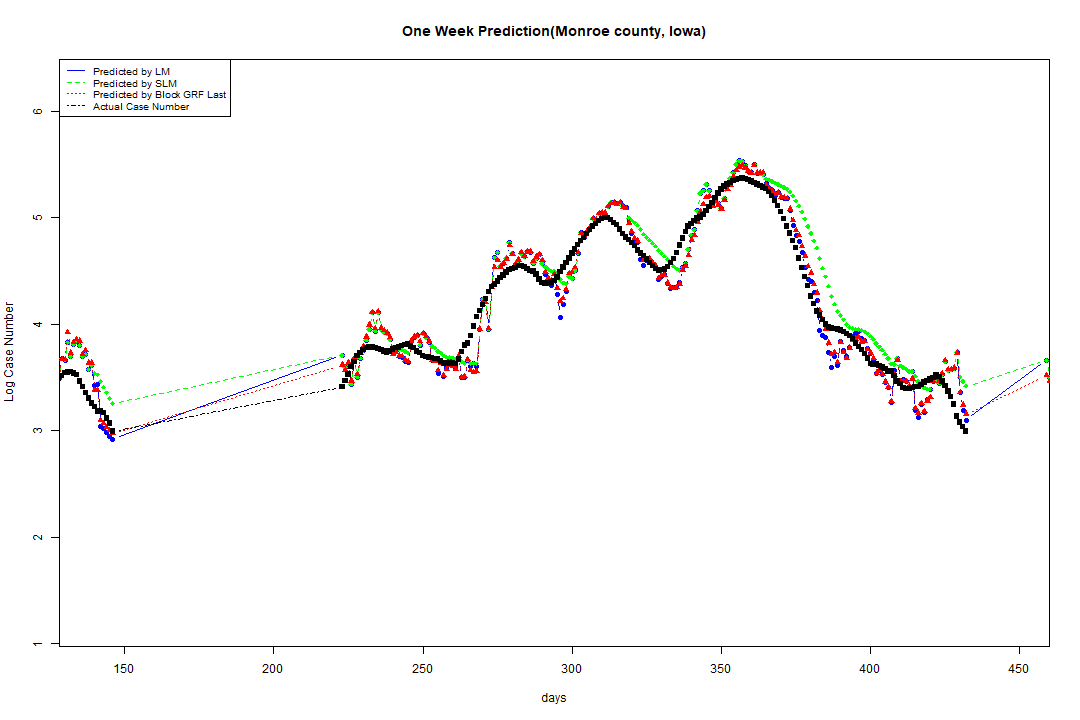 One Week Prediction(Monroe county, Iowa)
Predicted by LM
Predicted by SLM
Predicted by Block GRF Last
Actual Case Number
6
5
4
3
2
1
Log Case Number
150 200 250 300 350 400 450
days